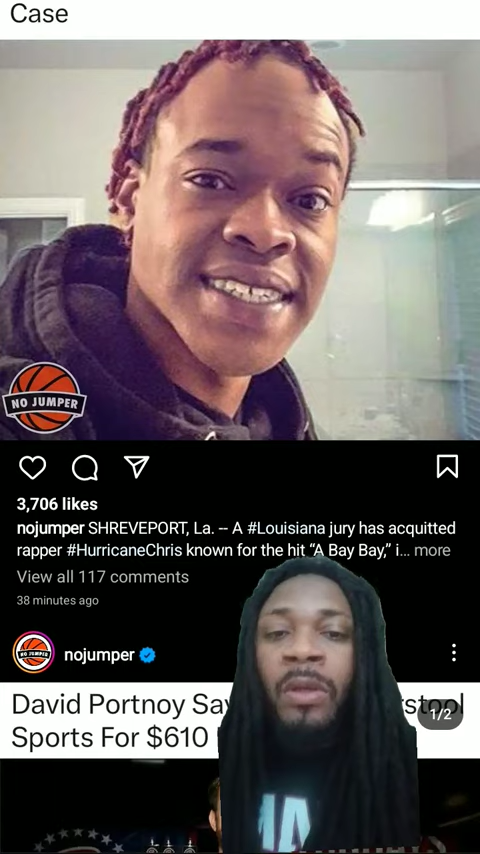 Case
NO JUMPER
3,706 likes
nojumper SHREVEPORT, La. -- A #Louisiana jury has acquitted
rapper #HurricaneChris known for the hit “A Bay Bay,” i... more
View all 117 comments
38 minutes ago
NO JUMPER
nojumper
David Portnoy
1/2
Sports For $610